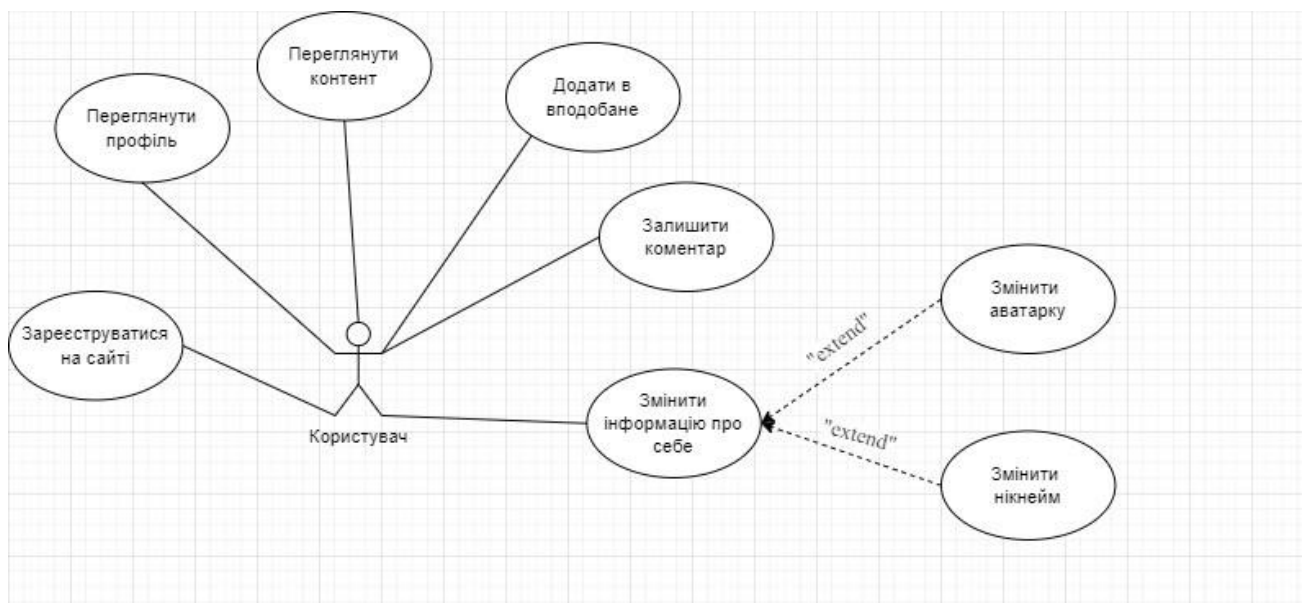 Переглянути
контент
Додати в
вподобане
Переглянути
профіль
Залишити
коментар
Змінити
аватарку
Зареєструватися
на сайті
"extend"
Змінити
інформацію про
себе
"extend"
Користувач
Змінити
нікнейм